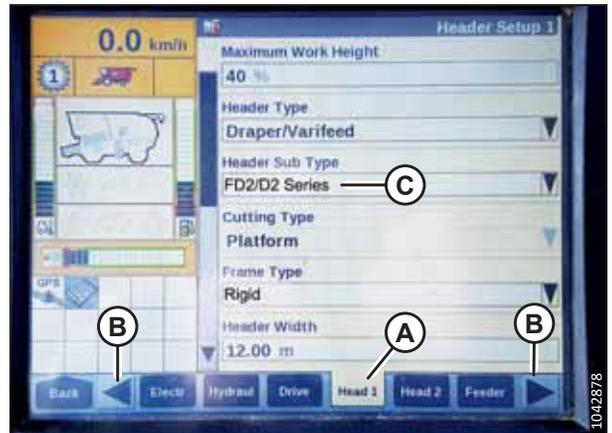 0.0 km/h
Header Setup 1
1
Maximum Work Height
40 %
Header Type
Draper/Varifeed
Header Sub Type
FD2/D2 Series
C
Cutting Type
Platform
Frame Type
Rigid
GPS
Header Width
12.00 m
B
A
B
Back
Electr
Hydraul
Drive
Head 1
Head 2
Feeder
1042878